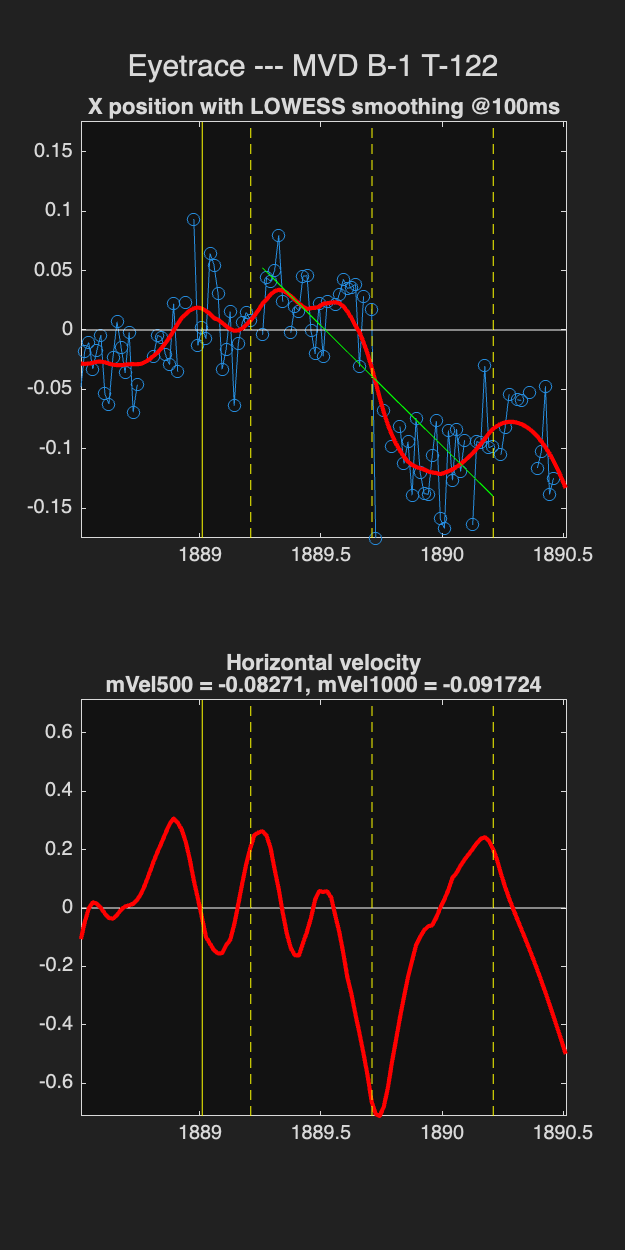 Eyetrace --- MVD B-1 T-122
X position with LOWESS smoothing @100ms
0.15
0.1
0.05
0
-0.05
-0.1
-0.15
1889 1889.5 1890 1890.5
Horizontal velocity
mVel500 = -0.08271, mVel1000 = -0.091724
0.6
0.4
0.2
0
-0.2
-0.4
-0.6
1889 1889.5 1890 1890.5